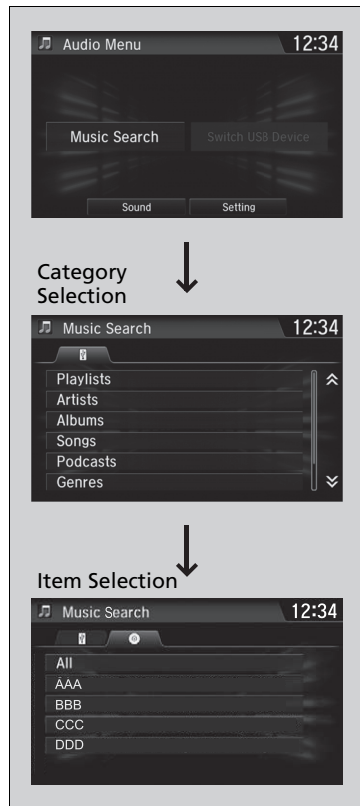 Audio Menu 12:34
Music Search Switch USB Device
Sound Setting
Category
Selection
Music Search 12:34
Playlists
Artists
Albums
Songs
Podcasts
Genres
Item Selection
Music Search 12:34
All
AAA
BBB
CCC
DDD